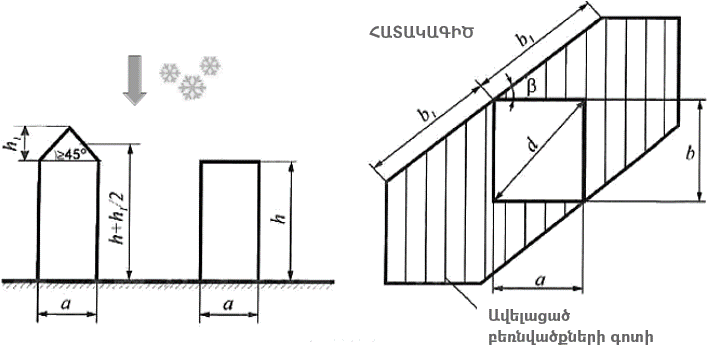 ՀԱՏԱԿԱԳԻԾ
b₁
b₁
β
h₁
≥45°
h+h₁/2
h
d
b
a
a
a
Ավելացած
բեռնվածքների գոտի